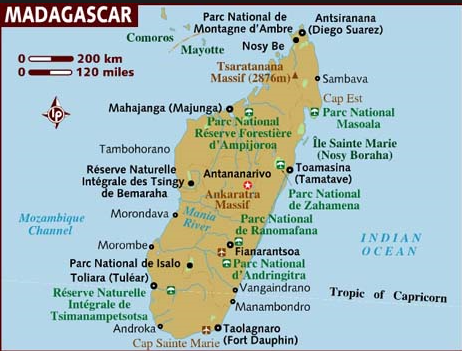 MADAGASCAR
0 200 km
0 120 miles
Comoros
Mayotte
Parc National de
Montagne d'Ambre
Antsiranana
(Diego Suarez)
Nosy Be
Tsaratanana
Massif (2876m)
Sambava
Cap Est
Parc National
Masoala
Mahajanga (Majunga)
Parc National
Réserve Forestière
d'Ampijoroa
Île Sainte Marie
(Nosy Boraha)
Tambohorano
Réserve Naturelle
Intégrale des Tsingy
de Bemaraha
Antananarivo
Ankaratra
Massif
Toamasina
(Tamatave)
Parc National
de Zahamena
Morondava
Mania
River
Parc National
de Ranomafana
Mozambique
Channel
INDIAN
OCEAN
Morombe
Fianarantsoa
Parc National de Isalo
Parc National
d'Andringitra
Toliara (Tuléar)
Réserve Naturelle
Intégrale de
Tsimanampetsotsa
Vangaindrano
Manambondro
Tropic of Capricorn
Androka
Cap Sainte Marie
Taolagnaro
(Fort Dauphin)